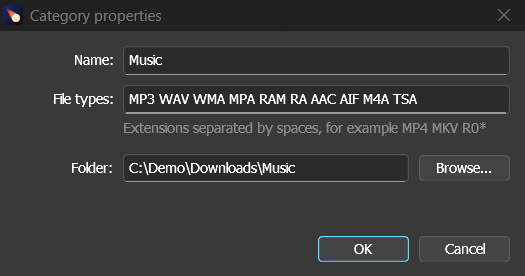 Category properties
Name: Music
File types: MP3 WAV WMA MPA RAM RA AAC AIF M4A TSA
Extensions separated by spaces, for example MP4 MKV R0*
Folder: C:\Demo\Downloads\Music Browse...
OK Cancel